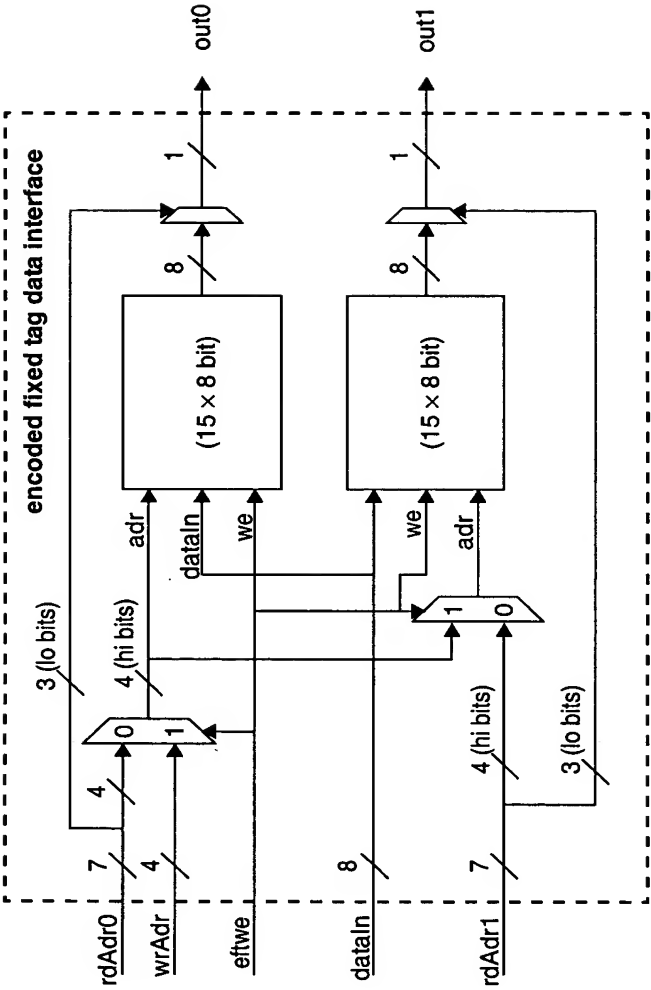 encoded fixed tag data interface
rdAdr0
7
4
3 (lo bits)
wrAdr
4
0
1
4 (hi bits)
adr
dataIn
we
(15 × 8 bit)
8
1
out0
eftwe
dataIn
8
we
adr
(15 × 8 bit)
8
1
out1
1
0
rdAdr1
7
4 (hi bits)
3 (lo bits)